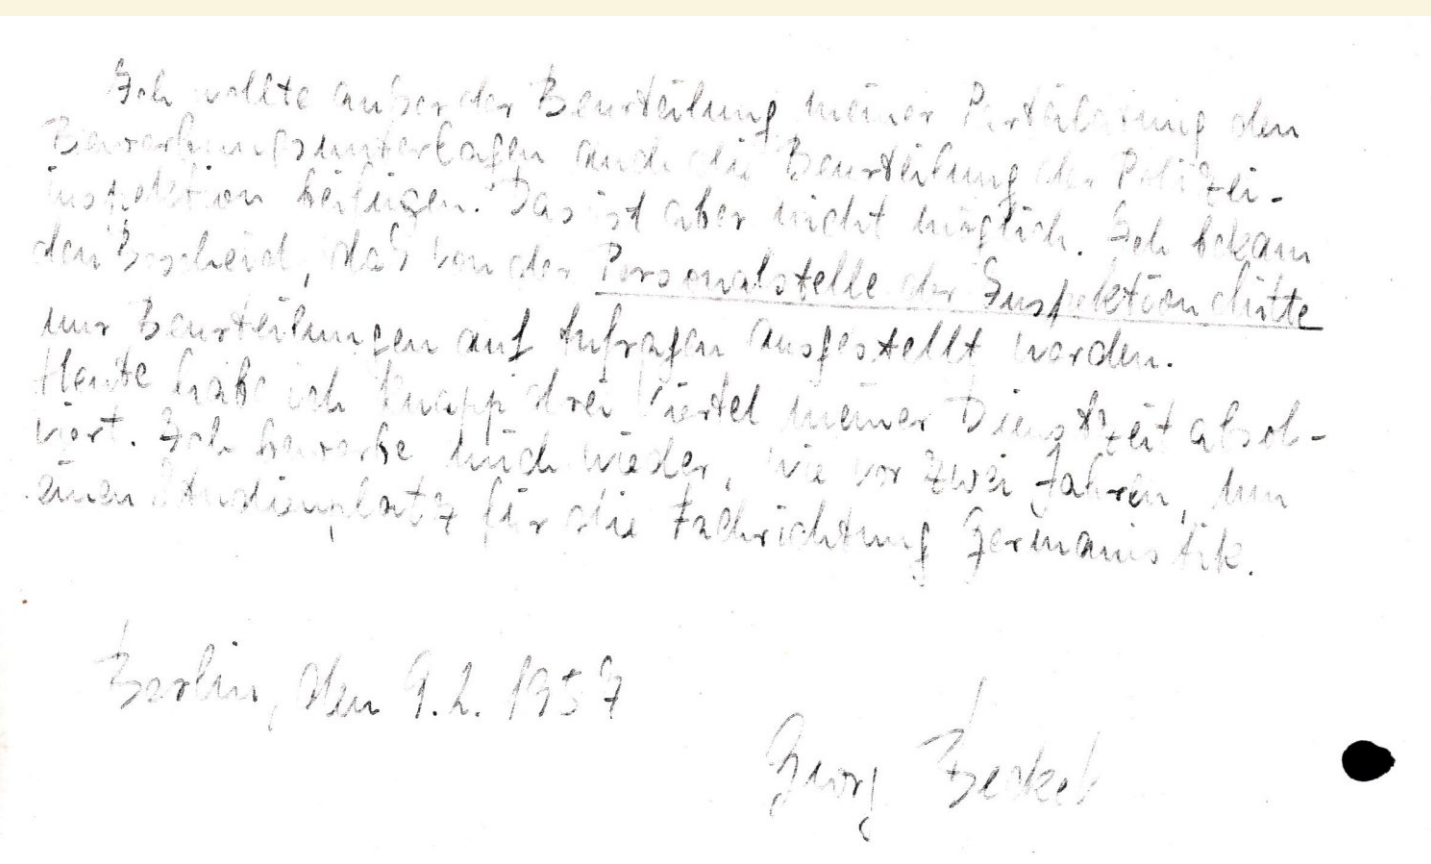 Ich wollte außer der Beurteilung meiner Parteileitung den
Bewerbungsunterlagen auch die Beurteilung der Polizei-
inspektion beifügen. Das ist aber nicht möglich. Ich bekam
den Bescheid, daß von der Personalstelle der Inspektion Mitte
nur Beurteilungen auf Anfragen ausgestellt werden.
Heute habe ich knapp drei Viertel meiner Dienstzeit absol-
viert. Ich bewerbe mich wieder, wie vor zwei Jahren, um
einen Studienplatz für die Fachrichtung Germanistik.
Berlin, den 9.2.1957
Georg